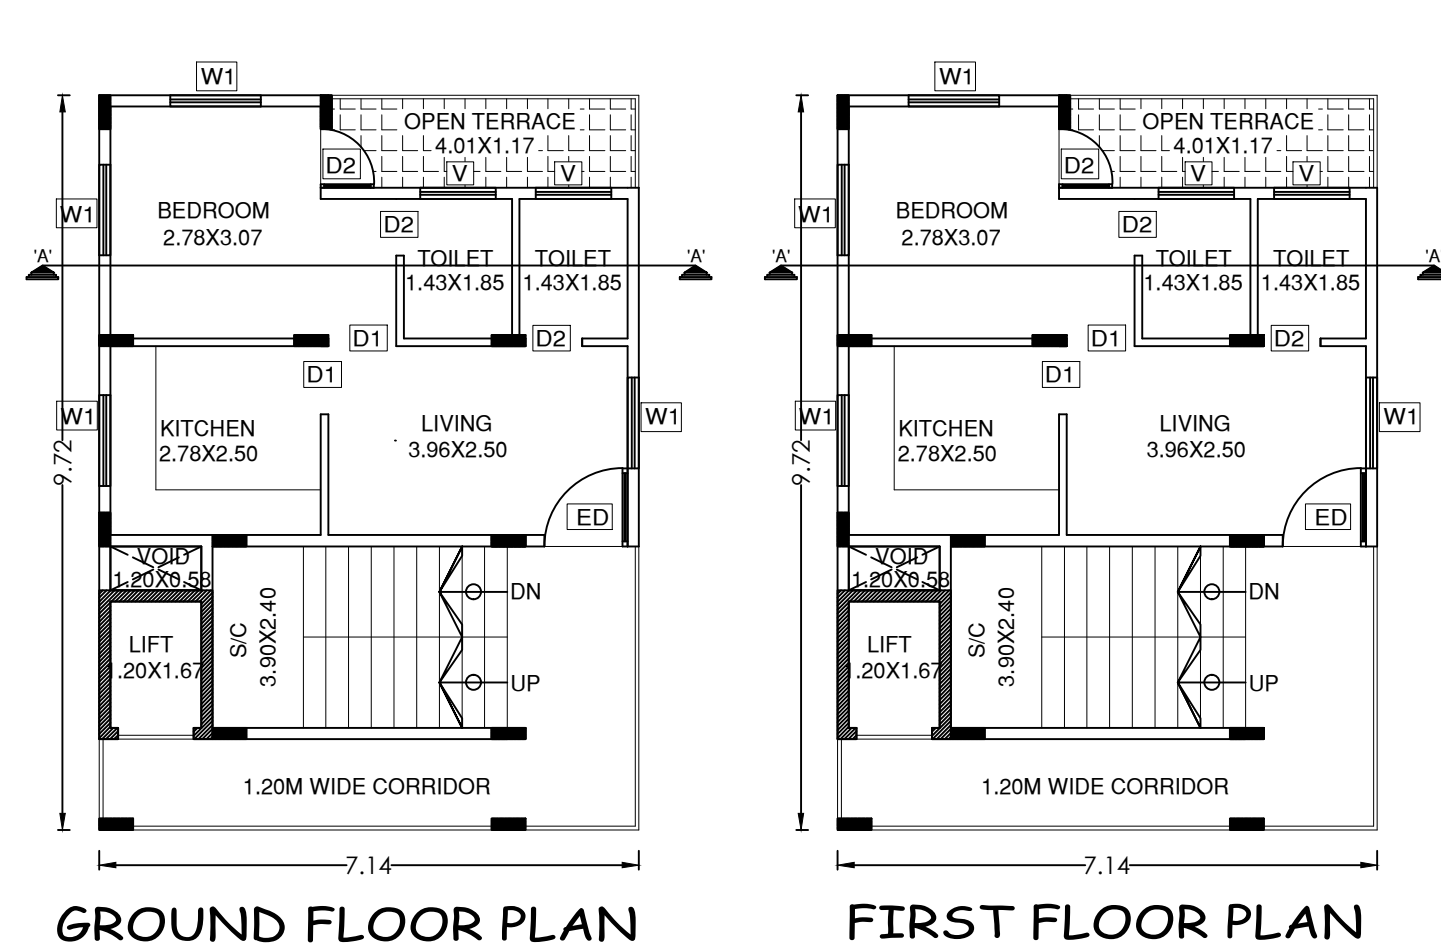 W1
OPEN TERRACE
4.01X1.17
D2
V
V
W1
BEDROOM
2.78X3.07
D2
'A'
TOILET
1.43X1.85
TOILET
1.43X1.85
'A'
D1
D2
D1
W1
KITCHEN
2.78X2.50
LIVING
3.96X2.50
W1
9.72
ED
VOID
1.20X0.58
LIFT
1.20X1.67
S/C
3.90X2.40
DN
UP
1.20M WIDE CORRIDOR
7.14
GROUND FLOOR PLAN
W1
OPEN TERRACE
4.01X1.17
D2
V
V
W1
BEDROOM
2.78X3.07
D2
'A'
TOILET
1.43X1.85
TOILET
1.43X1.85
'A
D1
D2
D1
W1
KITCHEN
2.78X2.50
LIVING
3.96X2.50
W1
9.72
ED
VOID
1.20X0.58
LIFT
1.20X1.67
S/C
3.90X2.40
DN
UP
1.20M WIDE CORRIDOR
7.14
FIRST FLOOR PLAN